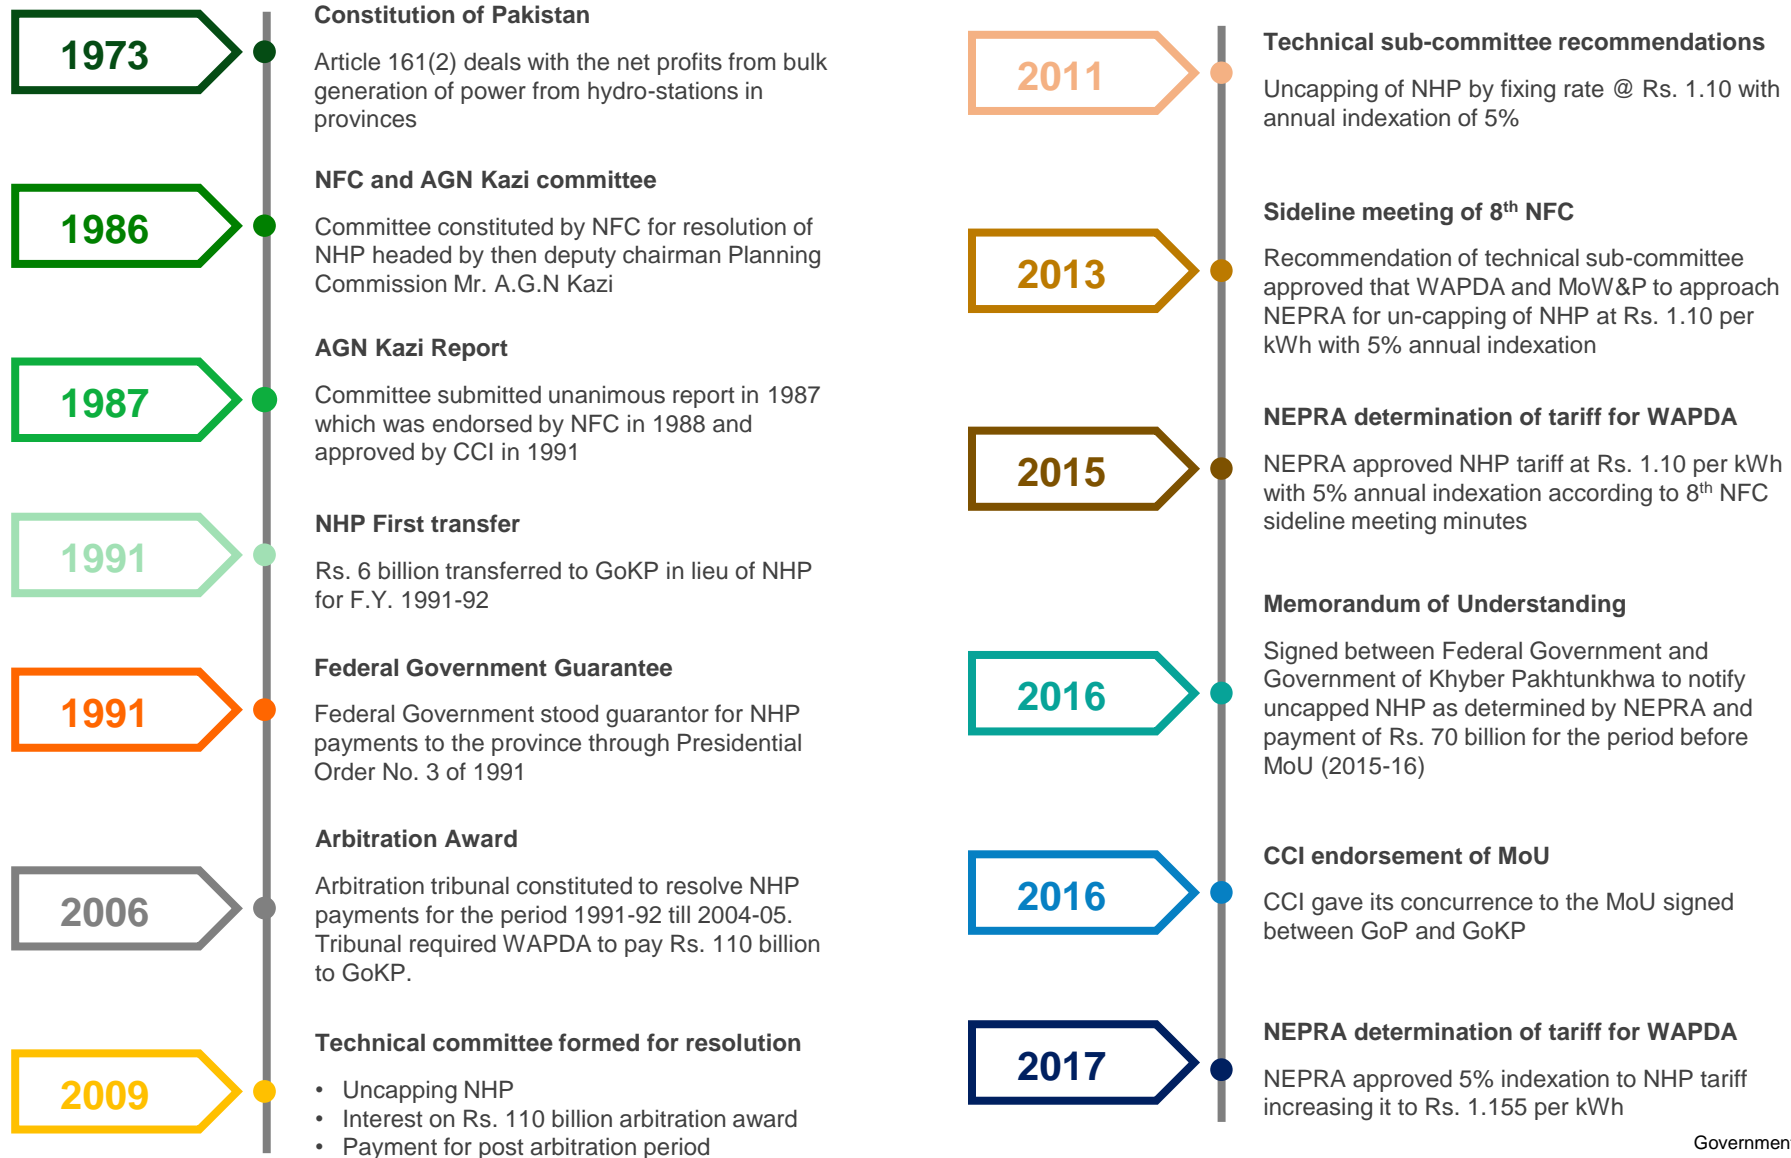 1973
Constitution of Pakistan
Article 161(2) deals with the net profits from bulk
generation of power from hydro-stations in
provinces
1986
NFC and AGN Kazi committee
Committee constituted by NFC for resolution of
NHP headed by then deputy chairman Planning
Commission Mr. A.G.N Kazi
1987
AGN Kazi Report
Committee submitted unanimous report in 1987
which was endorsed by NFC in 1988 and
approved by CCI in 1991
1991
NHP First transfer
Rs. 6 billion transferred to GoKP in lieu of NHP
for F.Y. 1991-92
1991
Federal Government Guarantee
Federal Government stood guarantor for NHP
payments to the province through Presidential
Order No. 3 of 1991
2006
Arbitration Award
Arbitration tribunal constituted to resolve NHP
payments for the period 1991-92 till 2004-05.
Tribunal required WAPDA to pay Rs. 110 billion
to GoKP.
2009
Technical committee formed for resolution
• Uncapping NHP
• Interest on Rs. 110 billion arbitration award
• Payment for post arbitration period
2011
Technical sub-committee recommendations
Uncapping of NHP by fixing rate @ Rs. 1.10 with
annual indexation of 5%
2013
Sideline meeting of 8th NFC
Recommendation of technical sub-committee
approved that WAPDA and MoW&P to approach
NEPRA for un-capping of NHP at Rs. 1.10 per
kWh with 5% annual indexation
2015
NEPRA determination of tariff for WAPDA
NEPRA approved NHP tariff at Rs. 1.10 per kWh
with 5% annual indexation according to 8th NFC
sideline meeting minutes
2016
Memorandum of Understanding
Signed between Federal Government and
Government of Khyber Pakhtunkhwa to notify
uncapped NHP as determined by NEPRA and
payment of Rs. 70 billion for the period before
MoU (2015-16)
2016
CCI endorsement of MoU
CCI gave its concurrence to the MoU signed
between GoP and GoKP
2017
NEPRA determination of tariff for WAPDA
NEPRA approved 5% indexation to NHP tariff
increasing it to Rs. 1.155 per kWh
Governmen